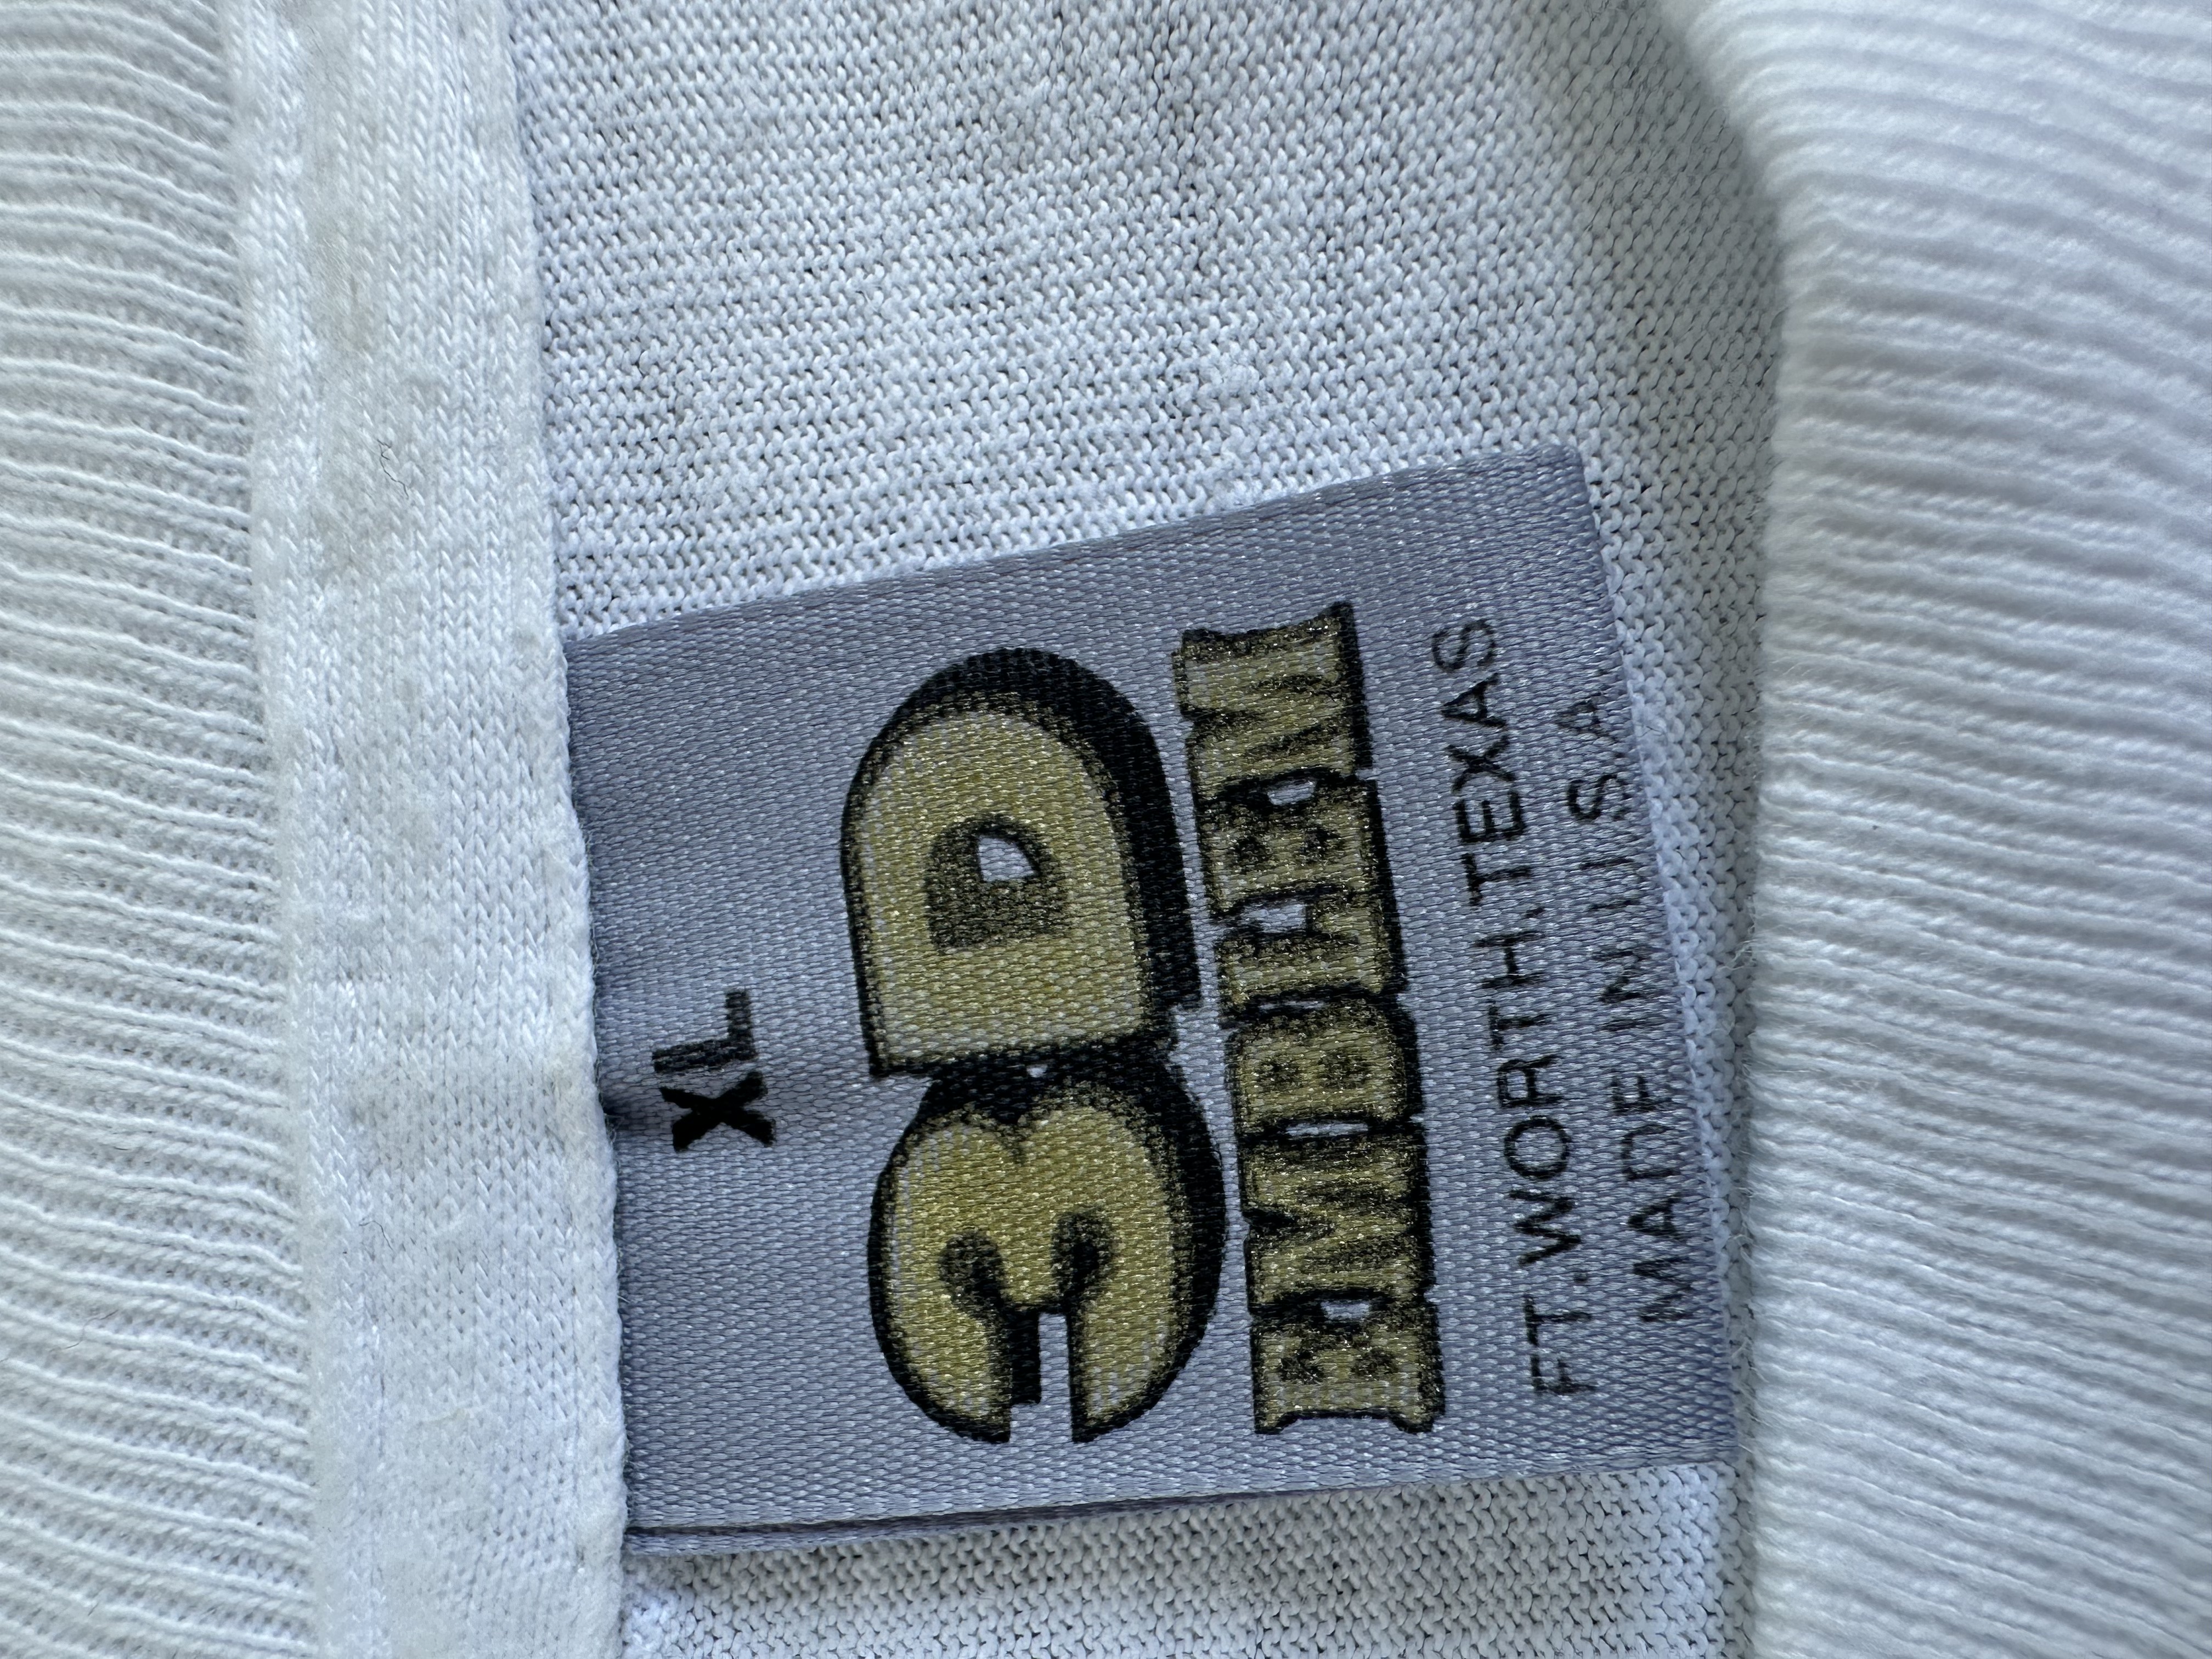 XL
3D
EMBLEM
FT. WORTH, TEXAS
MADE IN U S A